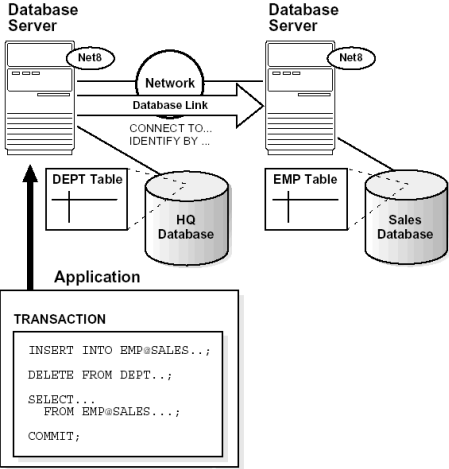 Database
Server
Database
Server
Net8
Net8
Network
Database Link
CONNECT TO...
IDENTIFY BY ...
DEPT Table
HQ
Database
EMP Table
Sales
Database
Application
TRANSACTION
INSERT INTO EMP@SALES..;
DELETE FROM DEPT..;
SELECT...
FROM EMP@SALES...;
COMMIT;